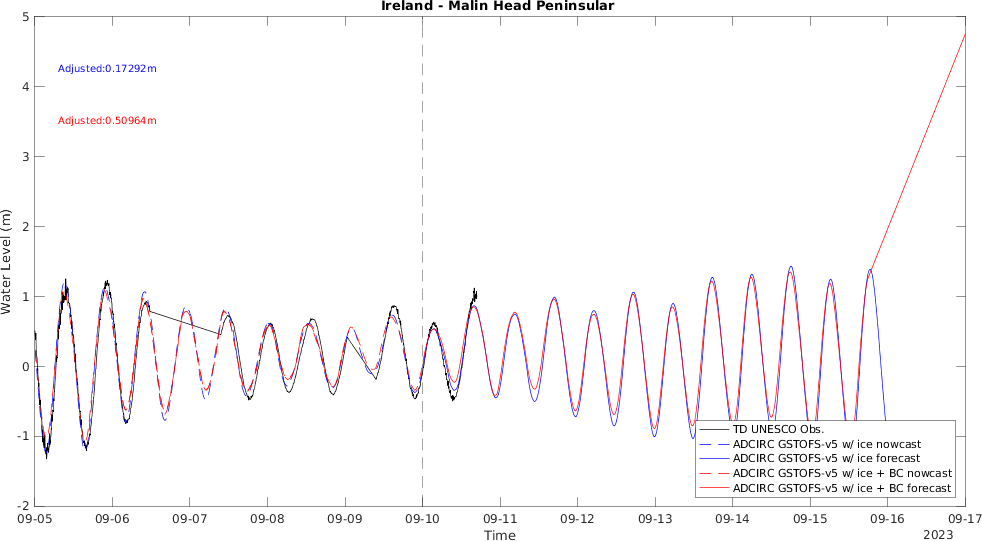 Ireland - Malin Head Peninsular
5
Adjusted:0.17292m
4
Adjusted:0.50964m
3
Water Level (m)
2
1
0
-1
TD UNESCO Obs.
ADCIRC GSTOFS-v5 w/ ice nowcast
ADCIRC GSTOFS-v5 w/ ice forecast
ADCIRC GSTOFS-v5 w/ ice + BC nowcast
ADCIRC GSTOFS-v5 w/ ice + BC forecast
-2
09-05 09-06 09-07 09-08 09-09 09-10 09-11 09-12 09-13 09-14 09-15 09-16 09-17
Time
2023